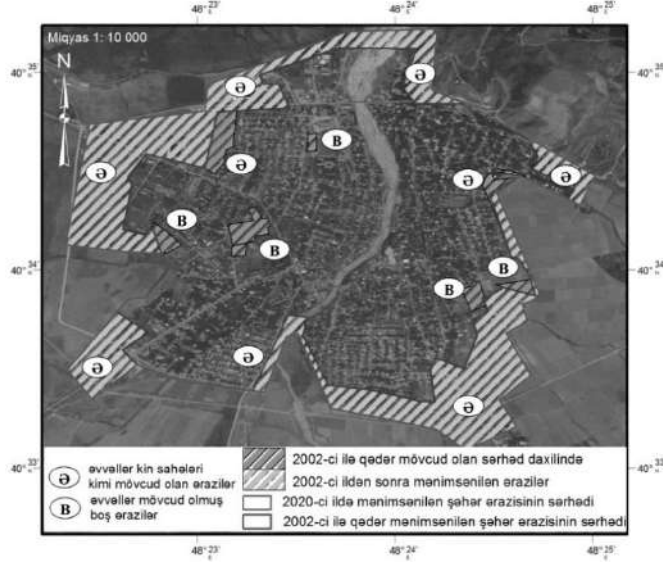 48° 23'
48° 24'
48° 25'
Miqyas 1: 10 000
N
40° 35'
40° 35'
ə
ə
B
ə
ə
ə
ə
B
B
B
B
40° 34'
40° 34'
ə
ə
ə
40° 33'
40° 33'
ə
əvvəllər kin sahələri
kimi mövcud olan ərazilər
B
əvvəllər mövcud olmuş
boş ərazilər
2002-ci ilə qədər mövcud olan sərhəd daxilində
2002-ci ildən sonra mənimsənilən ərazilər
2020-ci ildə mənimsənilən şəhər ərazisinin sərhədi
2002-ci ilə qədər mənimsənilən şəhər ərazisinin sərhədi
48° 23'
48° 24'
48° 25'